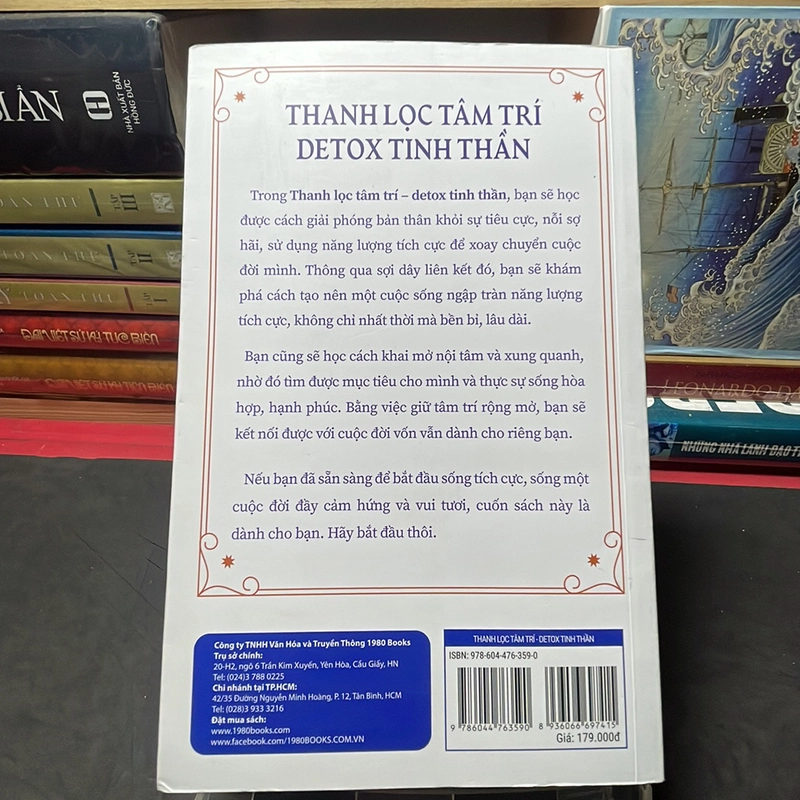 THANH LỌC TÂM TRÍ
DETOX TINH THẦN
Trong Thanh lọc tâm trí – detox tinh thần, bạn sẽ học
được cách giải phóng bản thân khỏi sự tiêu cực, nỗi sợ
hãi, sử dụng năng lượng tích cực để xoay chuyển cuộc
đời mình. Thông qua sợi dây liên kết đó, bạn sẽ khám
phá cách tạo nên một cuộc sống ngập tràn năng lượng
tích cực, không chỉ nhất thời mà bền bỉ, lâu dài.
Bạn cũng sẽ học cách khai mở nội tâm và xung quanh,
nhờ đó tìm được mục tiêu cho mình và thực sự sống hòa
hợp, hạnh phúc. Bằng việc giữ tâm trí rộng mở, bạn sẽ
kết nối được với cuộc đời vốn vẫn dành cho riêng bạn.
Nếu bạn đã sẵn sàng để bắt đầu sống tích cực, sống một
cuộc đời đầy cảm hứng và vui tươi, cuốn sách này là
dành cho bạn. Hãy bắt đầu thôi.
Công ty TNHH Văn Hóa và Truyền Thông 1980 Books
Trụ sở chính:
20-H2, ngõ 6 Trần Kim Xuyến, Yên Hòa, Cầu Giấy, HN
Tel: (024)3 788 0225
Chi nhánh tại TP.HCM:
42/35 Đường Nguyễn Minh Hoàng, P. 12, Tân Bình, HCM
Tel: (028)3 933 3216
Đặt mua sách:
www.1980books.com
www.facebook.com/1980BOOKS.COM.VN
THANH LỌC TÂM TRÍ - DETOX TINH THẦN
ISBN: 978-604-476-359-0
9 786044 763590
8 936066 697415
Giá: 179.000đ
NHÀ XUẤT BẢN
HỒNG ĐỨC
TOÀN THƯ
TẬP III
TOÀN THƯ
TẬP II
TOÀN THƯ
TẬP I
LEONARDO DA
NHỮNG NHÀ LÃNH ĐẠO